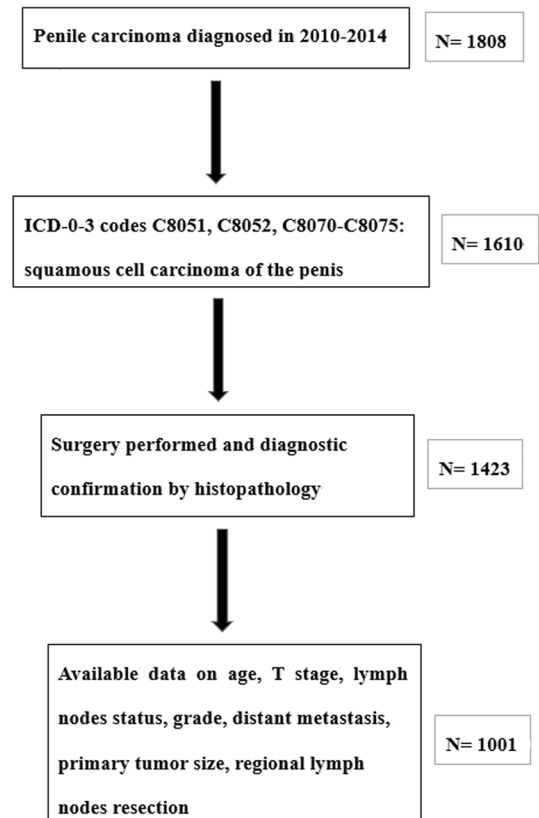 Penile carcinoma diagnosed in 2010-2014
N= 1808
ICD-0-3 codes C8051, C8052, C8070-C8075:
squamous cell carcinoma of the penis
N= 1610
Surgery performed and diagnostic
confirmation by histopathology
N= 1423
Available data on age, T stage, lymph
nodes status, grade, distant metastasis,
primary tumor size, regional lymph
nodes resection
N= 1001